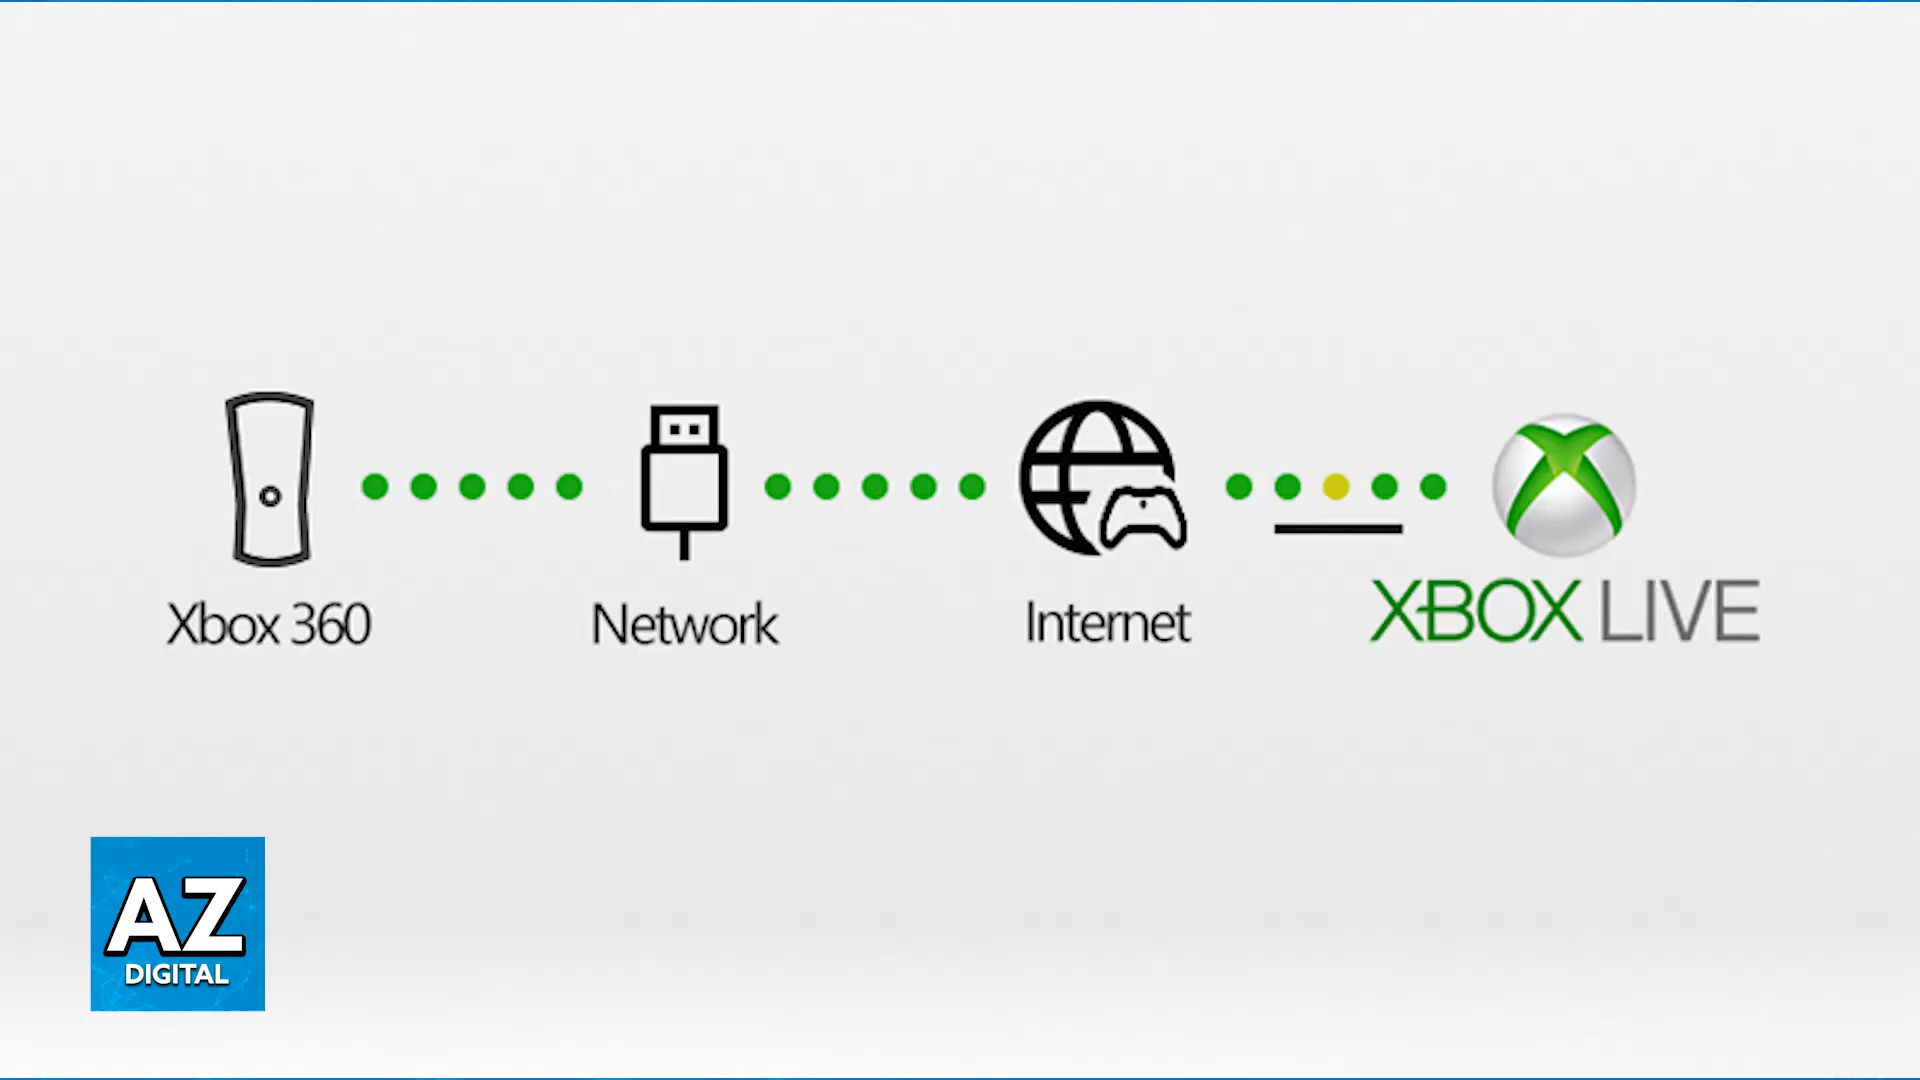 Xbox 360
Network
Internet
XBOX LIVE
AZ
DIGITAL